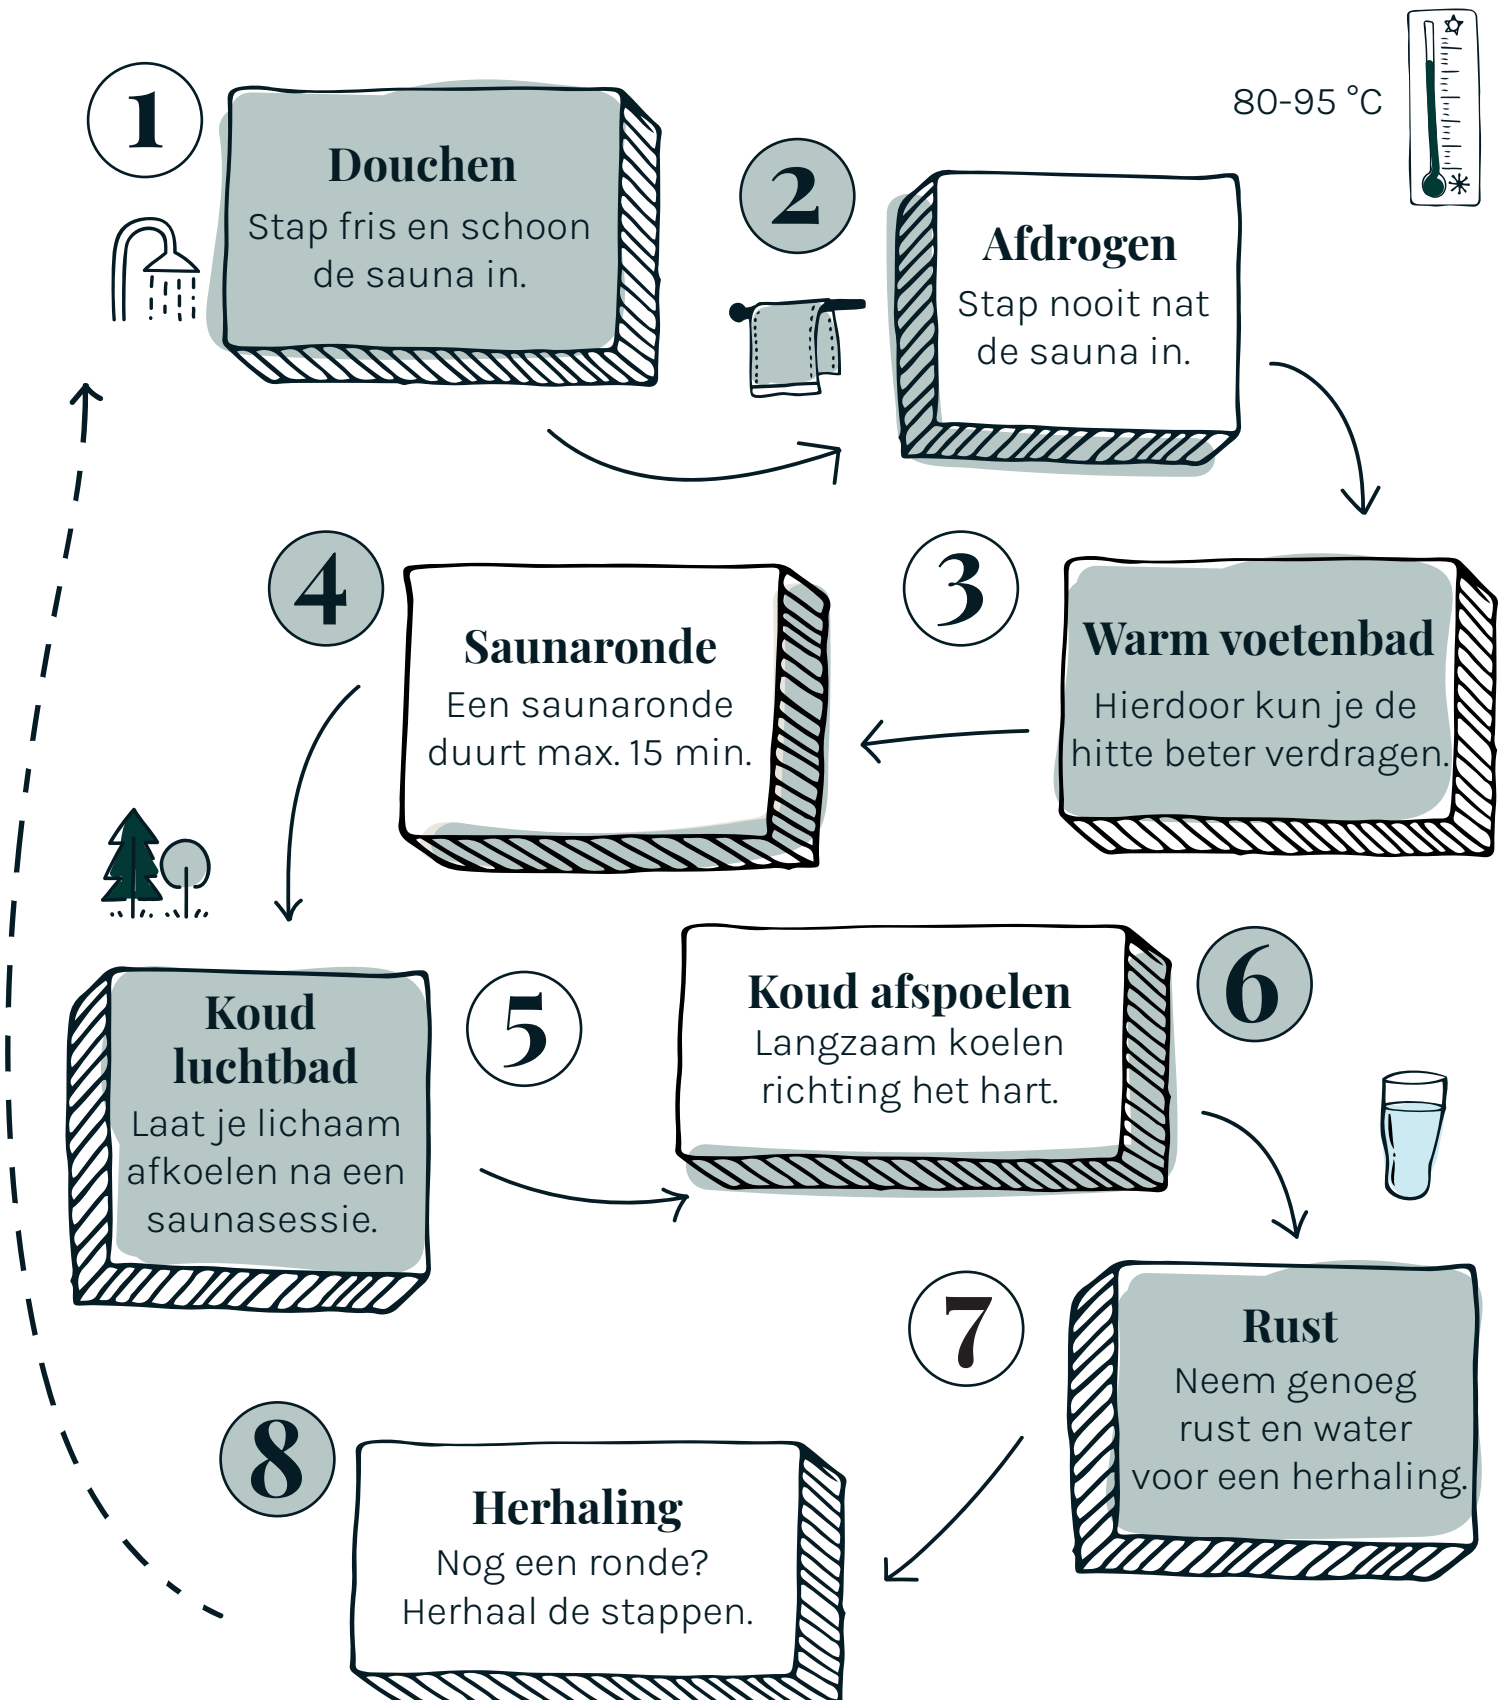 1
Douchen
Stap fris en schoon
de sauna in.
80-95 °C
2
Afdrogen
Stap nooit nat
de sauna in.
3
Warm voetenbad
Hierdoor kun je de
hitte beter verdragen.
4
Saunaronde
Een saunaronde
duurt max. 15 min.
5
Koud
luchtbad
Laat je lichaam
afkoelen na een
saunasessie.
6
Koud afspoelen
Langzaam koelen
richting het hart.
7
Rust
Neem genoeg
rust en water
voor een herhaling.
8
Herhaling
Nog een ronde?
Herhaal de stappen.